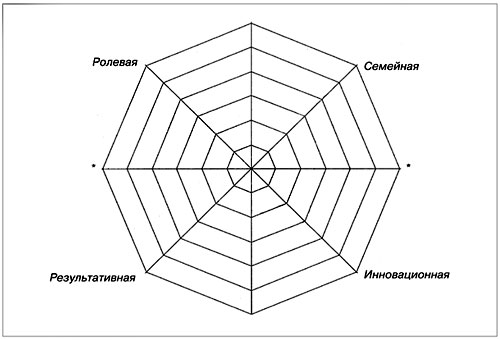 Ролевая
Семейная
*
*
Результативная
Инновационная